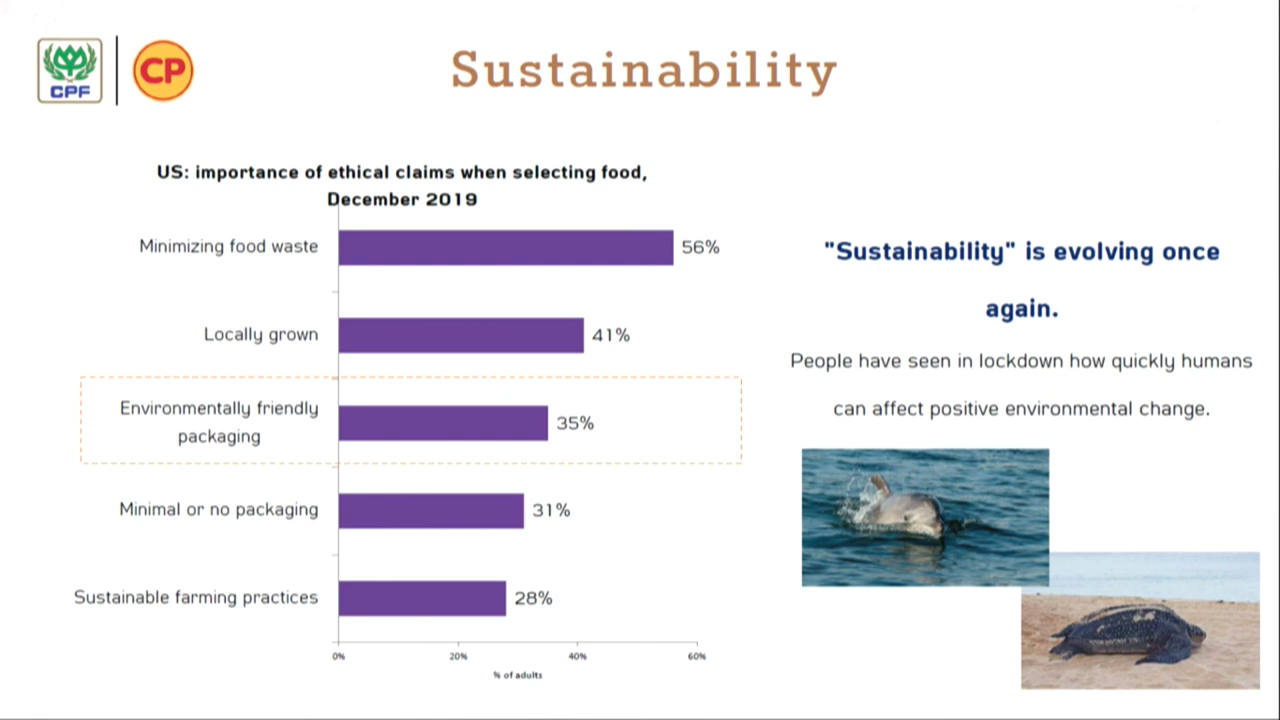 CPF
CP
Sustainability
US: importance of ethical claims when selecting food,
December 2019
Minimizing food waste
56%
Locally grown
41%
Environmentally friendly
packaging
35%
Minimal or no packaging
31%
Sustainable farming practices
28%
0%
20%
40%
60%
% of adults
"Sustainability" is evolving once
again.
People have seen in lockdown how quickly humans
can affect positive environmental change.